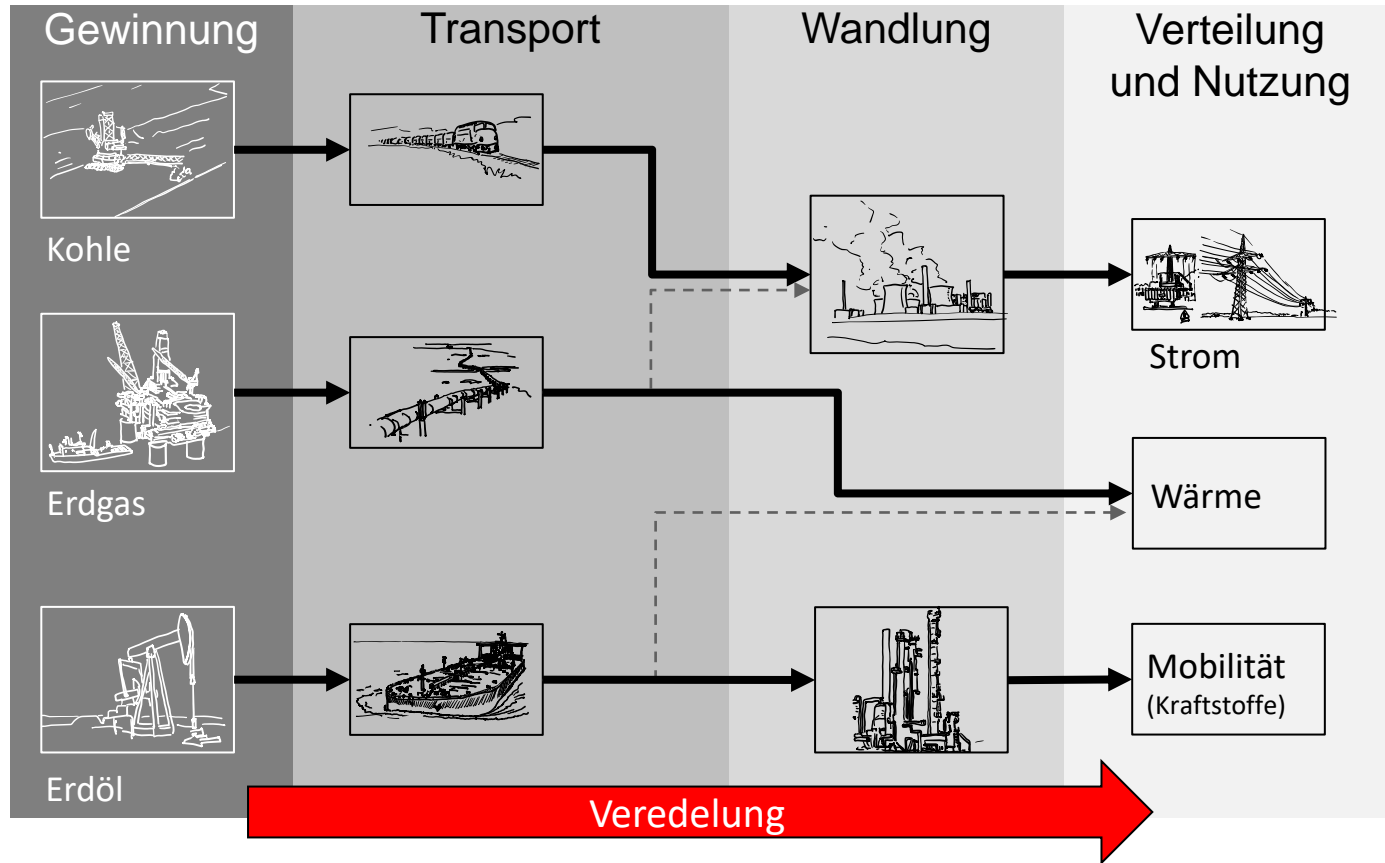 Gewinnung
Transport
Wandlung
Verteilung
und Nutzung
Kohle
Strom
Erdgas
Wärme
Mobilität
(Kraftstoffe)
Erdöl
Veredelung